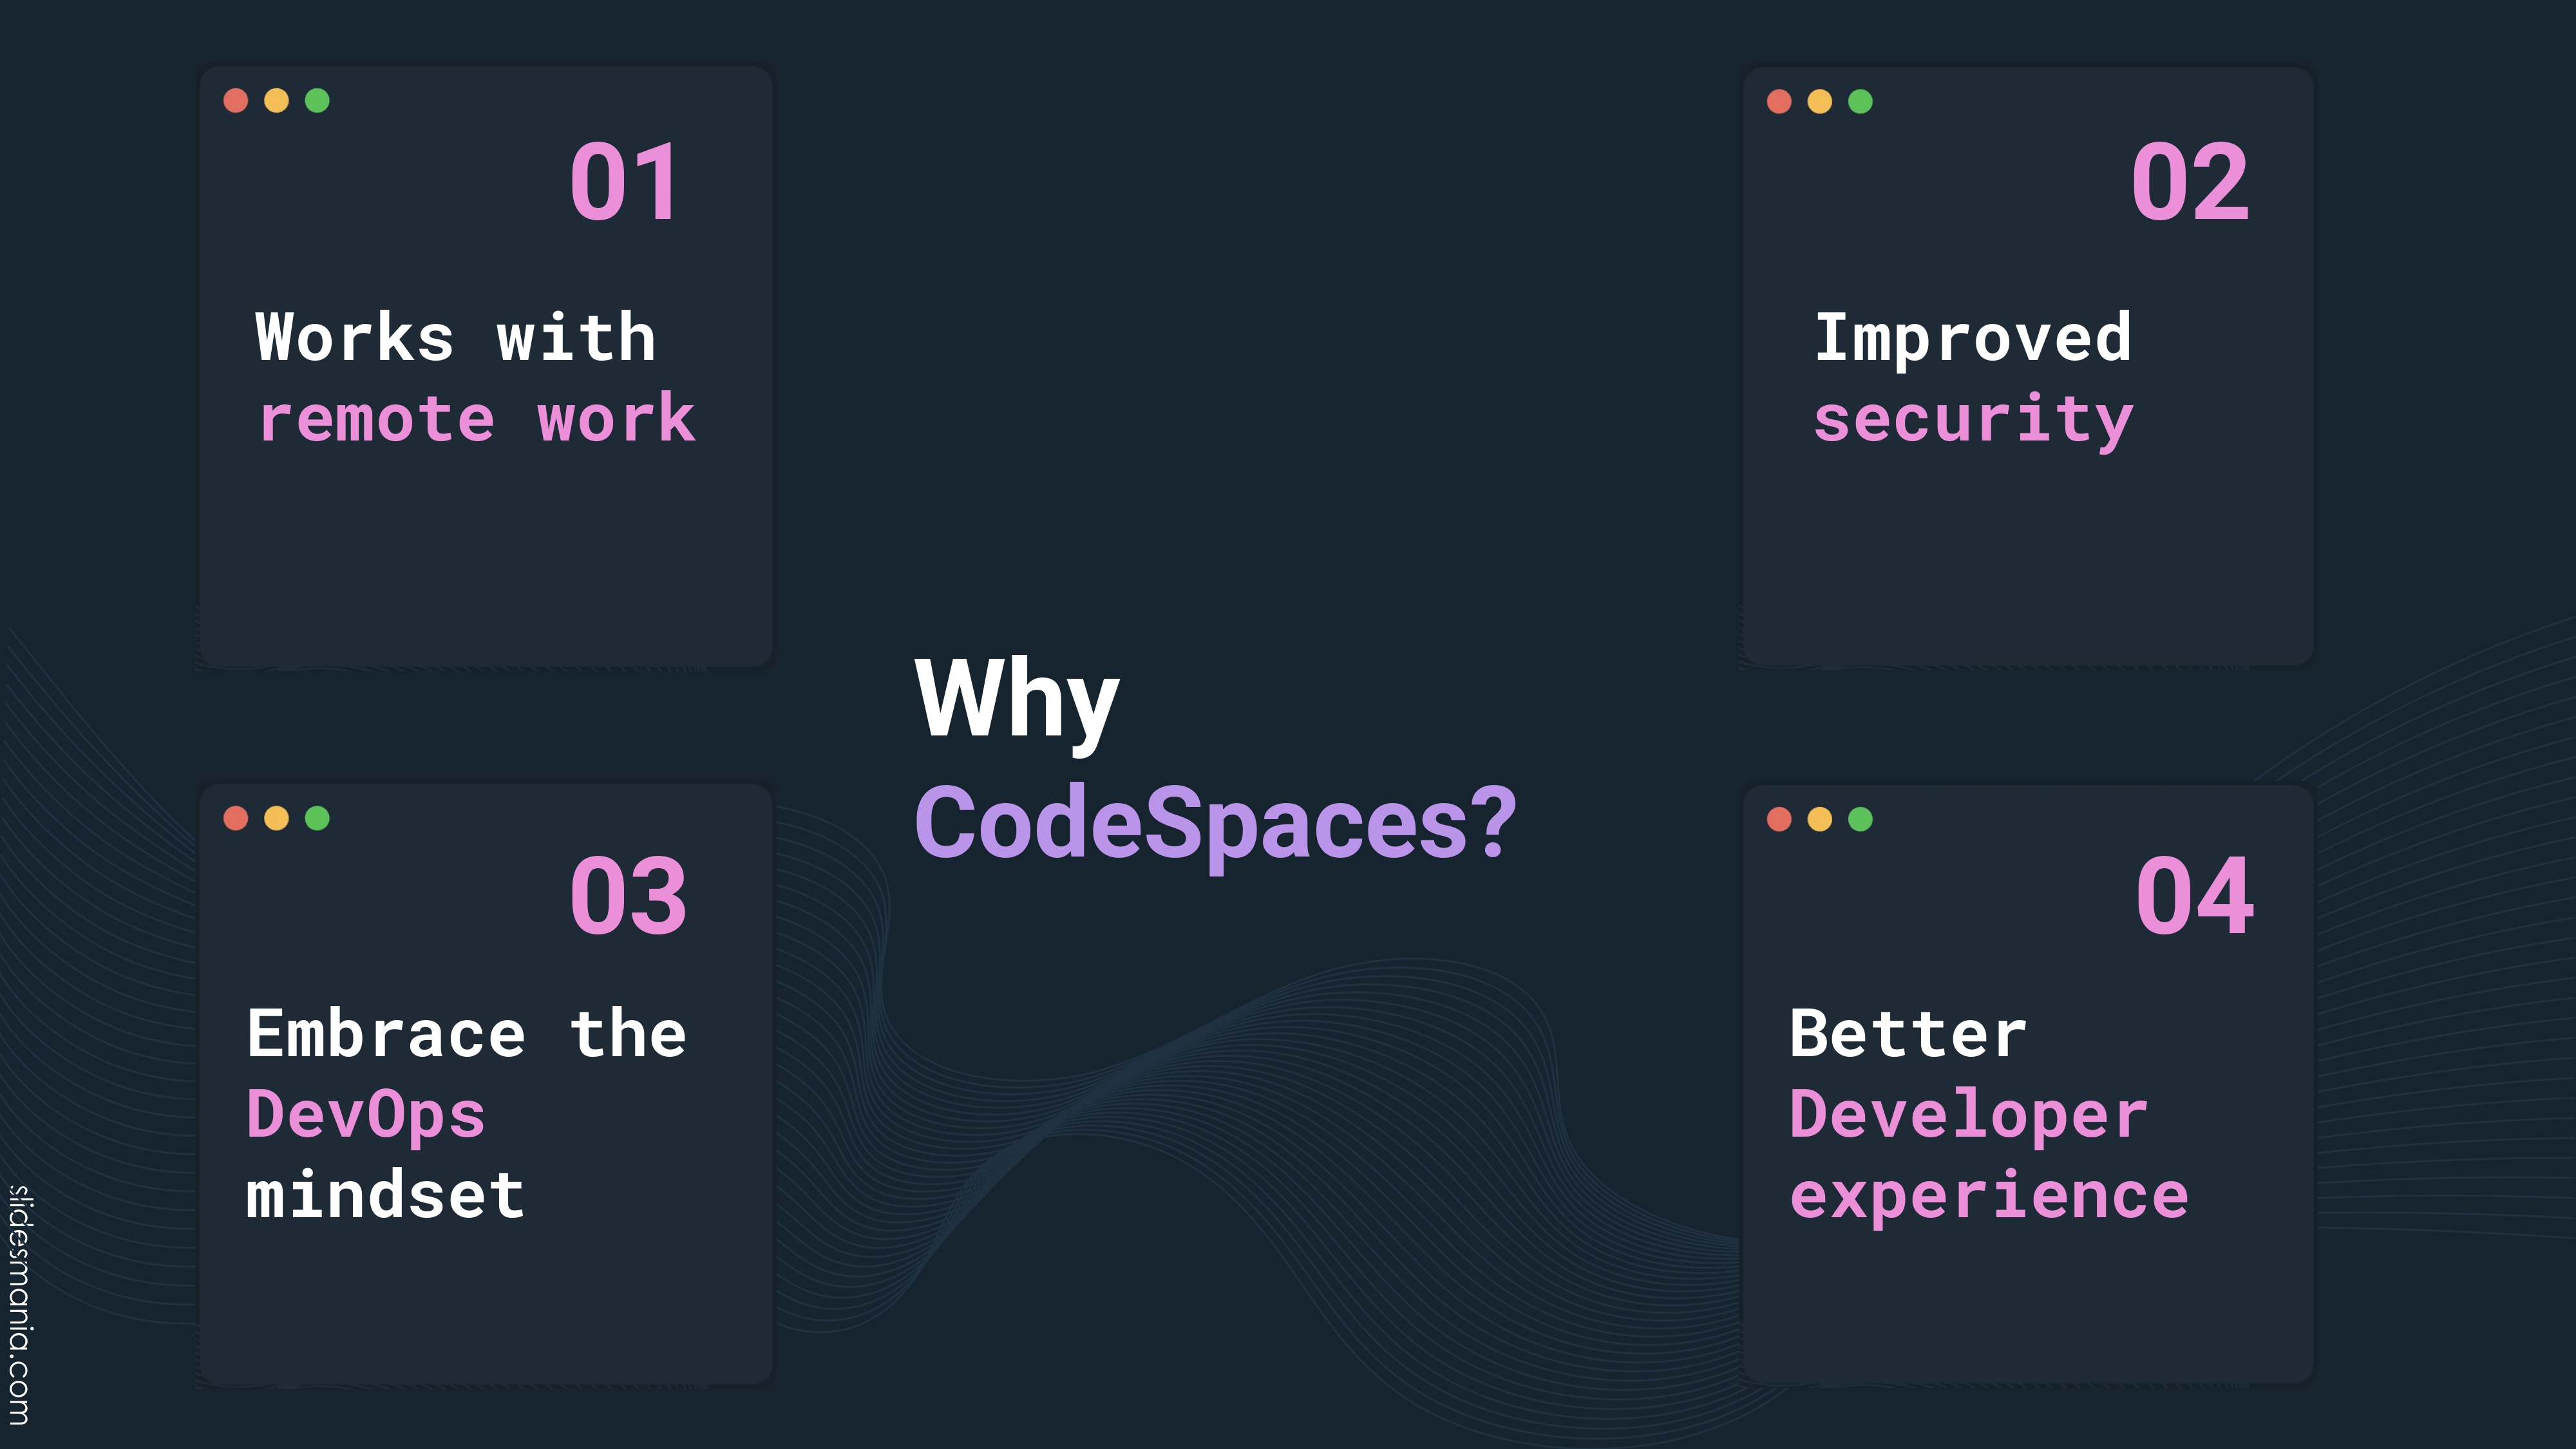 01
Works with
remote work
02
Improved
security
Why
CodeSpaces?
03
Embrace the
DevOps
mindset
04
Better
Developer
experience
slidesmania.com